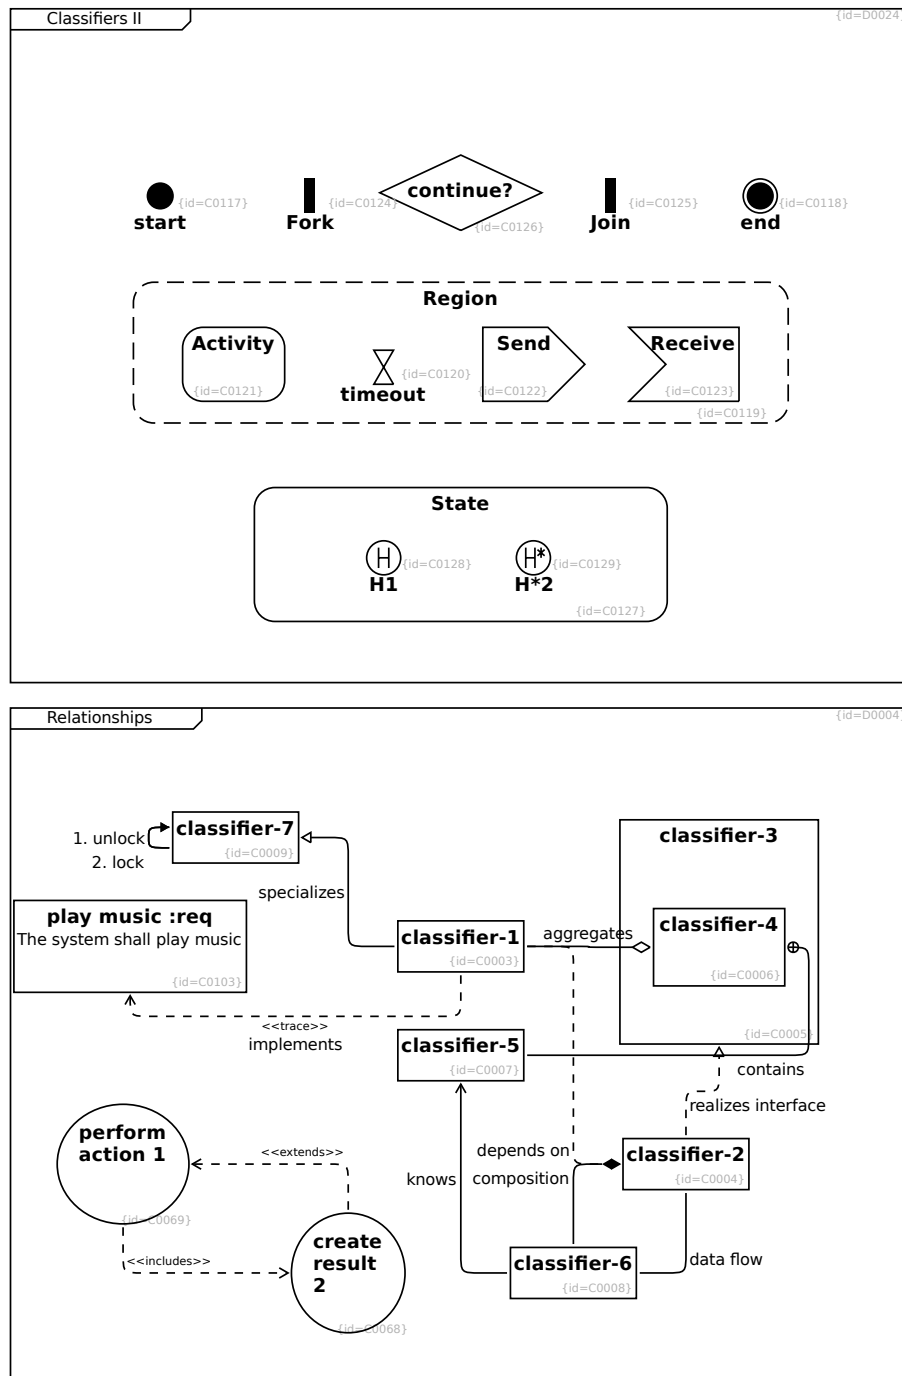 Classifiers II
{id=D0024}
continue?
{id=C0117}
{id=C0124}
{id=C0125}
{id=C0118}
start
Fork
{id=C0126}
Join
end
Region
Activity
Send
Receive
{id=C0120}
timeout
{id=C0121}
{id=C0122}
{id=C0123}
{id=C0119}
State
H
{id=C0128}
H*
{id=C0129}
H1
H*2
{id=C0127}
Relationships
{id=D0004}
classifier-7
{id=C0009}
1. unlock
2. lock
classifier-3
specializes
play music :req
The system shall play music
{id=C0103}
classifier-1
{id=C0003}
aggregates
classifier-4
{id=C0006}
<<trace>>
implements
classifier-5
{id=C0007}
{id=C0005}
contains
realizes interface
perform
action 1
{id=C0069}
<<extends>>
knows
depends on
composition
classifier-2
{id=C0004}
<<includes>>
create
result
2
{id=C0068}
classifier-6
{id=C0008}
data flow